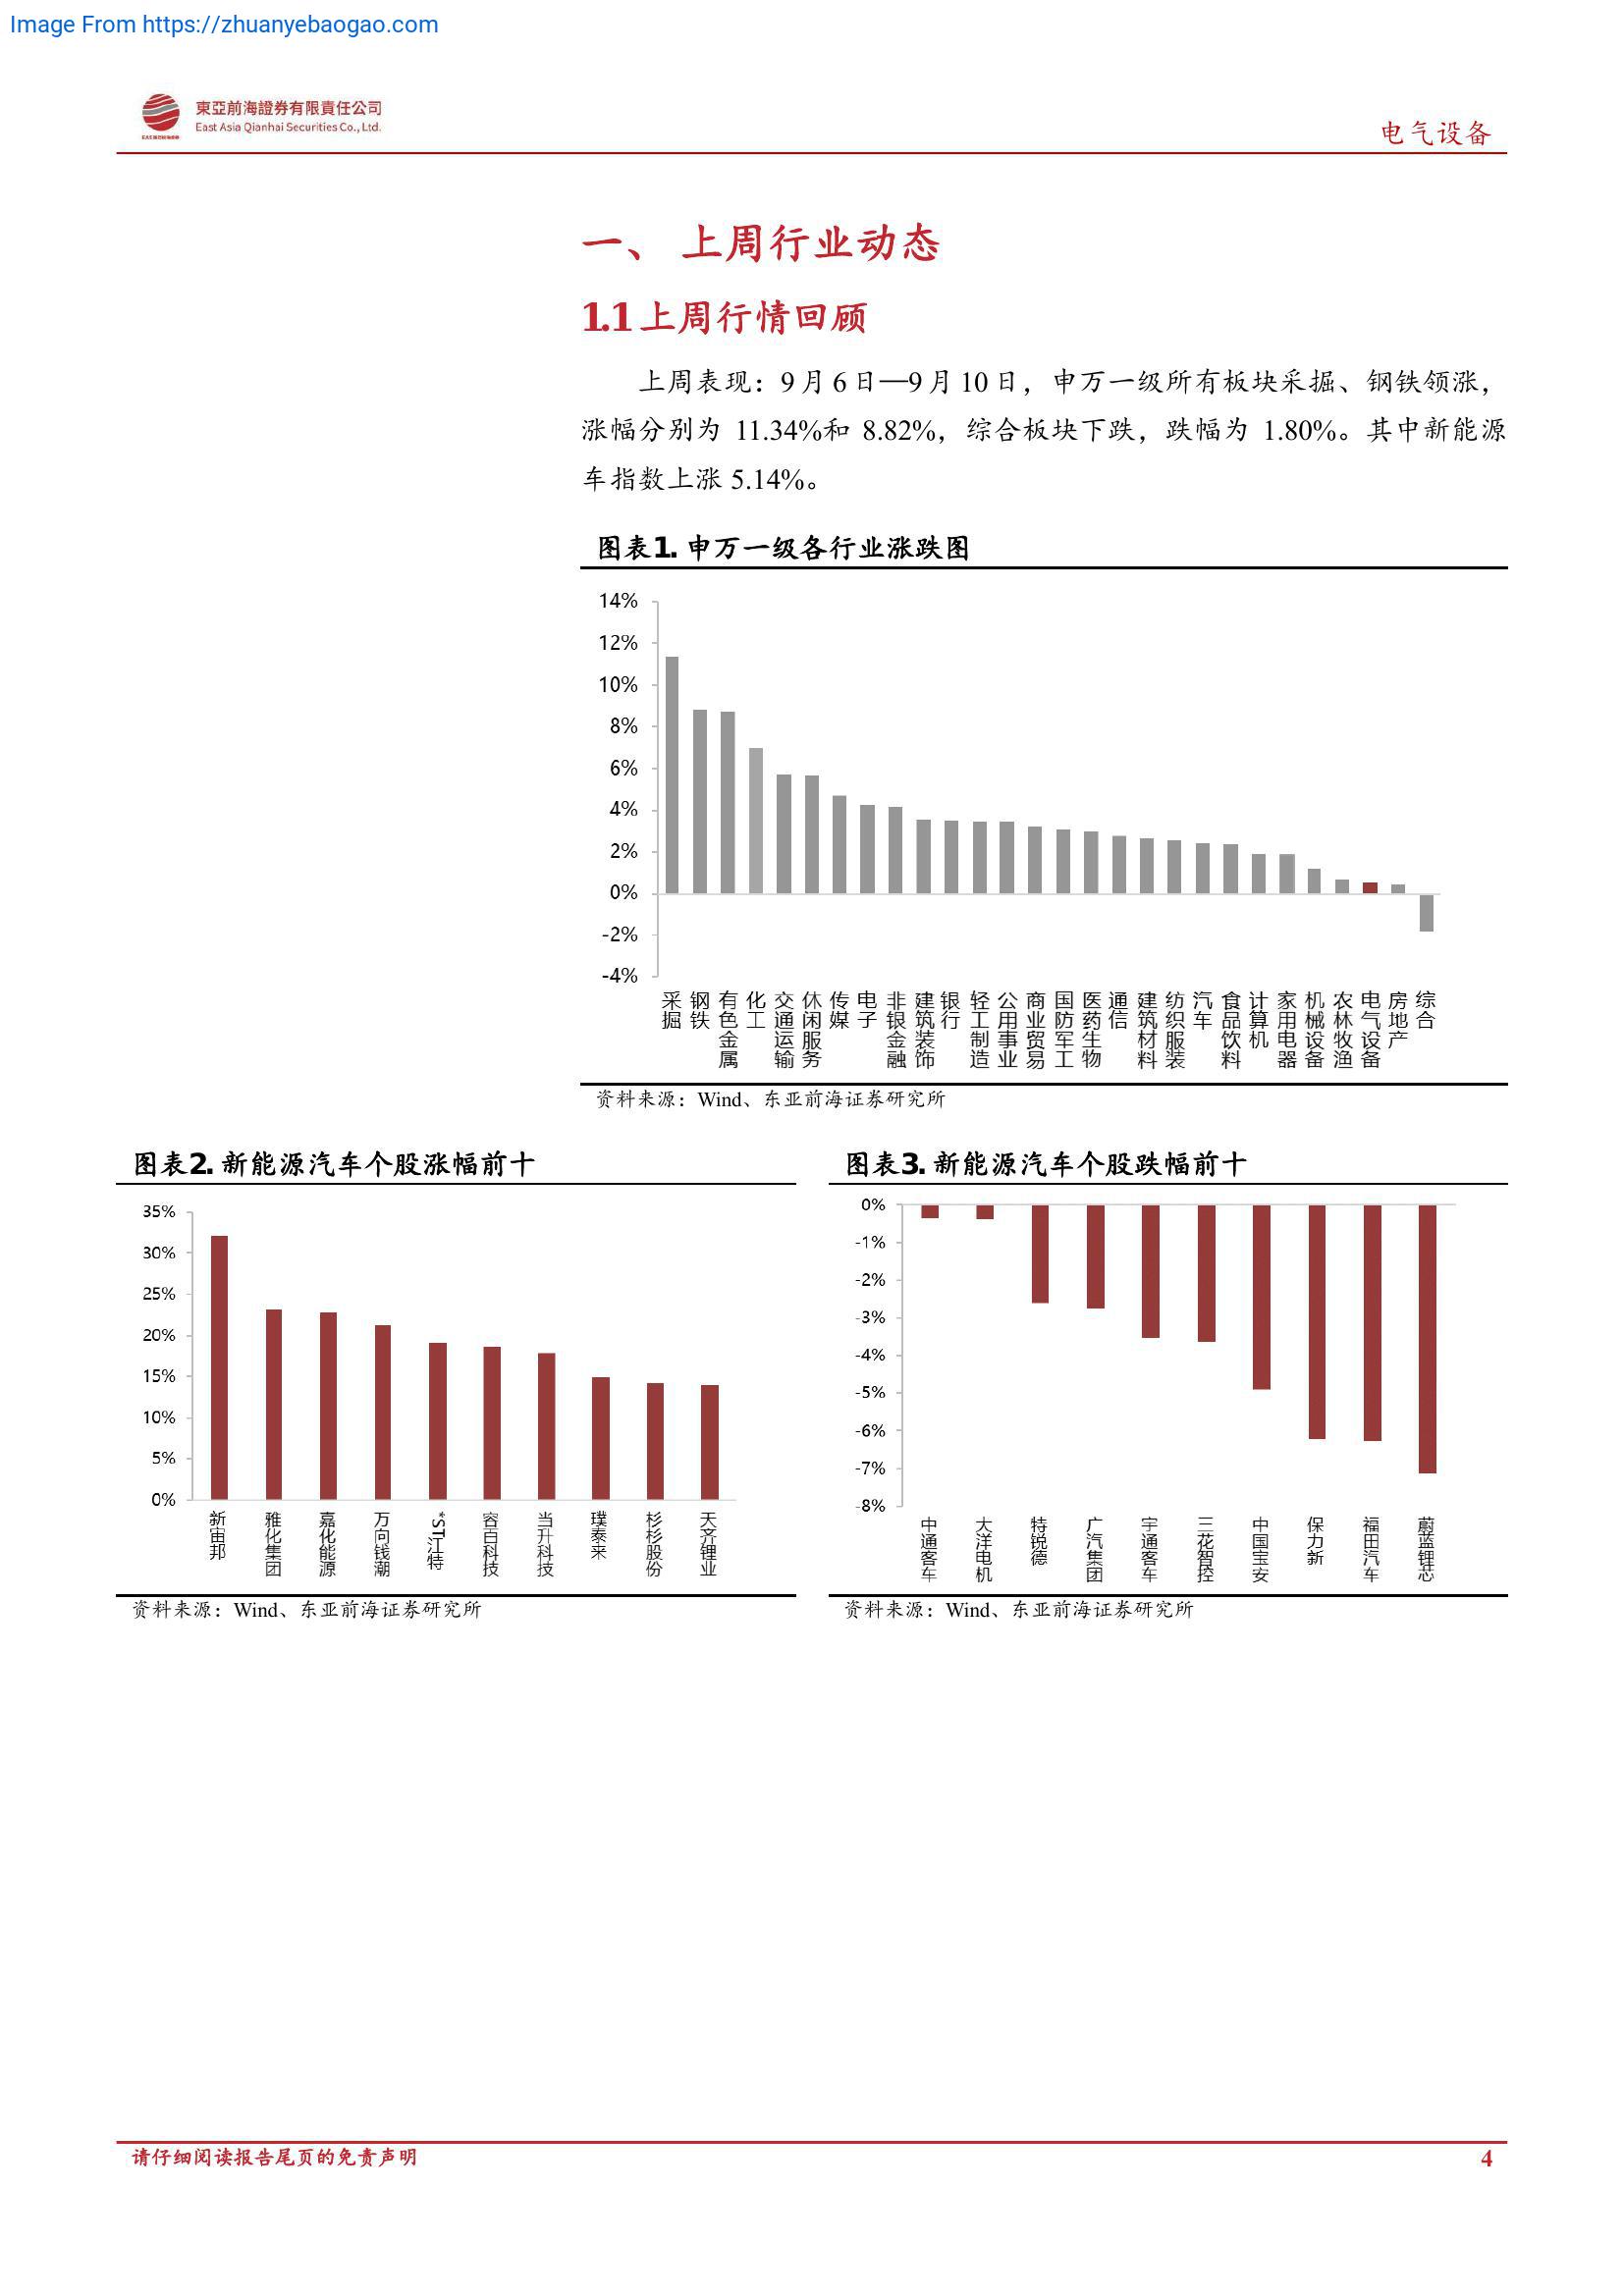 Image From https://zhuanyebaogao.com
東亞前海證券有限責任公司
East Asia Qianhai Securities Co., Ltd.
电气设备
一、 上周行业动态
1.1 上周行情回顾
上周表现：9 月 6 日—9 月 10 日，申万一级所有板块采掘、钢铁领涨，
涨幅分别为 11.34%和 8.82%，综合板块下跌，跌幅为 1.80%。其中新能源
车指数上涨 5.14%。
图表1. 申万一级各行业涨跌图
14%
12%
10%
8%
6%
4%
2%
0%
-2%
-4%
采掘
钢铁
有色金属
化工
交通运输
休闲服务
传媒
电子
非银金融
建筑装饰
银行
轻工制造
公用事业
商业贸易
国防军工
医药生物
通信
建筑材料
纺织服装
汽车
食品饮料
计算机
家用电器
机械设备
农林牧渔
电气设备
房地产
综合
资料来源：Wind、东亚前海证券研究所
图表2. 新能源汽车个股涨幅前十
35%
30%
25%
20%
15%
10%
5%
0%
新宙邦
雅化集团
嘉化能源
万向钱潮
*ST江特
容百科技
当升科技
璞泰来
杉杉股份
天齐锂业
资料来源：Wind、东亚前海证券研究所
图表3. 新能源汽车个股跌幅前十
0%
-1%
-2%
-3%
-4%
-5%
-6%
-7%
-8%
中通客车
大洋电机
特锐德
广汽集团
宇通客车
三花智控
中国宝安
保力新
福田汽车
蔚蓝锂芯
资料来源：Wind、东亚前海证券研究所
请仔细阅读报告尾页的免责声明
4